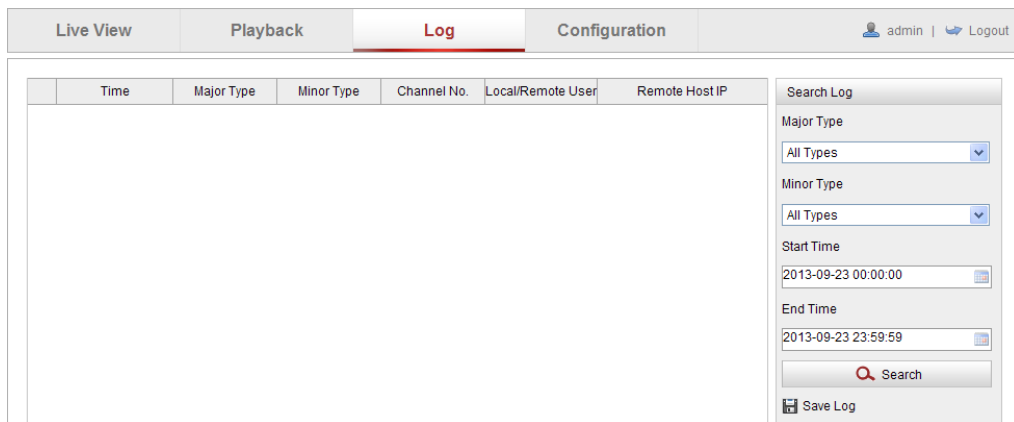 Live View Playback Log Configuration admin | Logout
Time Major Type Minor Type Channel No. Local/Remote User Remote Host IP
Search Log
Major Type
All Types
Minor Type
All Types
Start Time
2013-09-23 00:00:00
End Time
2013-09-23 23:59:59
Search
Save Log